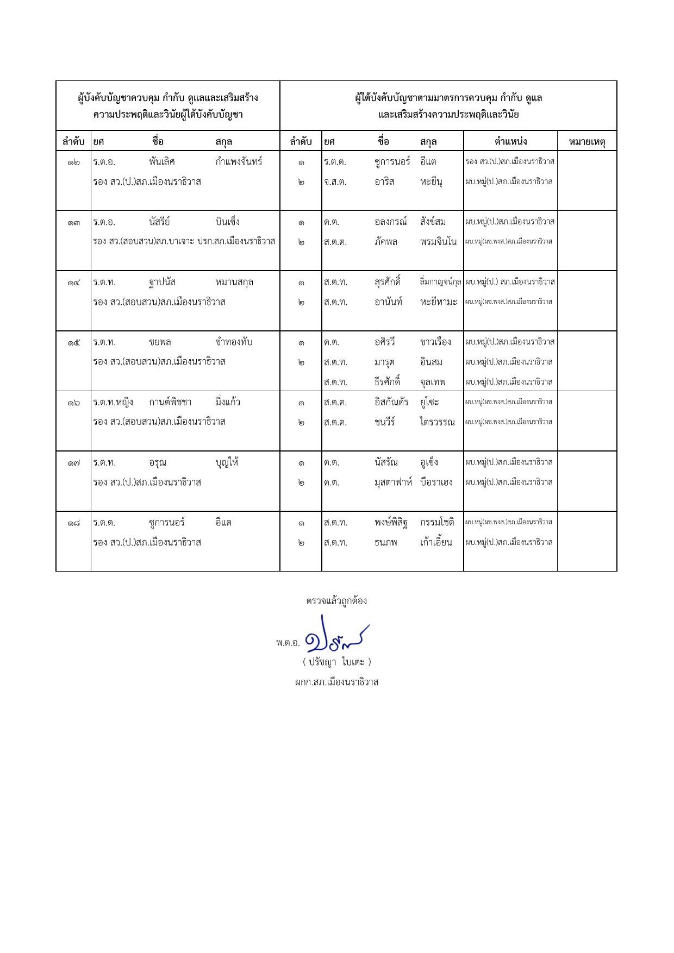 ผู้บังคับบัญชาควบคุม กำกับ ดูแลและเสริมสร้าง
ความประพฤติและวินัยผู้ใต้บังคับบัญชา
ผู้ใต้บังคับบัญชาตามมาตรการควบคุม กำกับ ดูแล
และเสริมสร้างความประพฤติและวินัย
ลำดับ ยศ ชื่อ สกุล ลำดับ ยศ ชื่อ สกุล ตำแหน่ง หมายเหตุ
๑๒ ร.ต.อ. พันเลิศ กำแพงจันทร์ ๑ ร.ต.ต. ซูการนอร์ อีแต รอง สว.(ป.)สภ.เมืองนราธิวาส
รอง สว.(ป.)สภ.เมืองนราธิวาส ๒ จ.ส.ต. อาริส หะยีนุ ผบ.หมู่(ป.)สภ.เมืองนราธิวาส
๑๓ ร.ต.อ. นัสรีย์ บินเซ็ง ๑ ด.ต. อลงกรณ์ สังข์สม ผบ.หมู่(ป.)สภ.เมืองนราธิวาส
รอง สว.(สอบสวน)สภ.บาเจาะ ปรก.สภ.เมืองนราธิวาส ๒ ส.ต.ต. ภัคพล พรมจินโน ผบ.หมู่(ผช.พงส.)สภ.เมืองนราธิวาส
๑๔ ร.ต.ท. ฐาปนัส หมานสกุล ๑ ส.ต.ท. สุรศักดิ์ ลิ่มกาญจน์กุล ผบ.หมู่(ป.) สภ.เมืองนราธิวาส
รอง สว.(สอบสวน)สภ.เมืองนราธิวาส ๒ ส.ต.ท. อานันท์ หะยีหามะ ผบ.หมู่(ผช.พงส.)สภ.เมืองนราธิวาส
๑๕ ร.ต.ท. ชยพล ชำทองทับ ๑ ด.ต. อศิรวี ขาวเรือง ผบ.หมู่(ป.)สภ.เมืองนราธิวาส
รอง สว.(สอบสวน)สภ.เมืองนราธิวาส ๒ ส.ต.ท. มารุต อินสม ผบ.หมู่(ป.)สภ.เมืองนราธิวาส
ส.ต.ท. ธีรศักดิ์ จุลเทพ ผบ.หมู่(ป.)สภ.เมืองนราธิวาส
๑๖ ร.ต.ท.หญิง กานต์พิชชา มิ่งแก้ว ๑ ส.ต.ต. อิสกัณดัร ยูโซะ ผบ.หมู่(ผช.พงส.)สภ.เมืองนราธิวาส
รอง สว.(สอบสวน)สภ.เมืองนราธิวาส ๒ ส.ต.ต. ชนวีร์ ไตรวรรณ ผบ.หมู่(ผช.พงส.)สภ.เมืองนราธิวาส
๑๗ ร.ต.ท. อรุณ บุญให้ ๑ ด.ต. นัสรัณ อูเซ็ง ผบ.หมู่(ป.)สภ.เมืองนราธิวาส
รอง สว.(ป.)สภ.เมืองนราธิวาส ๒ ด.ต. มุสตาฟาห์ บือราเฮง ผบ.หมู่(ป.)สภ.เมืองนราธิวาส
๑๘ ร.ต.ต. ซูการนอร์ อีแต ๑ ส.ต.ท. พงษ์พิสิฐ กรรมโชติ ผบ.หมู่(ผช.พงส.)สภ.เมืองนราธิวาส
รอง สว.(ป.)สภ.เมืองนราธิวาส ๒ ส.ต.ท. ธนภพ เก้าเอี้ยน ผบ.หมู่(ป.)สภ.เมืองนราธิวาส
ตรวจแล้วถูกต้อง
พ.ต.อ.
( ปรัชญา ไบเตะ )
ผกก.สภ.เมืองนราธิวาส